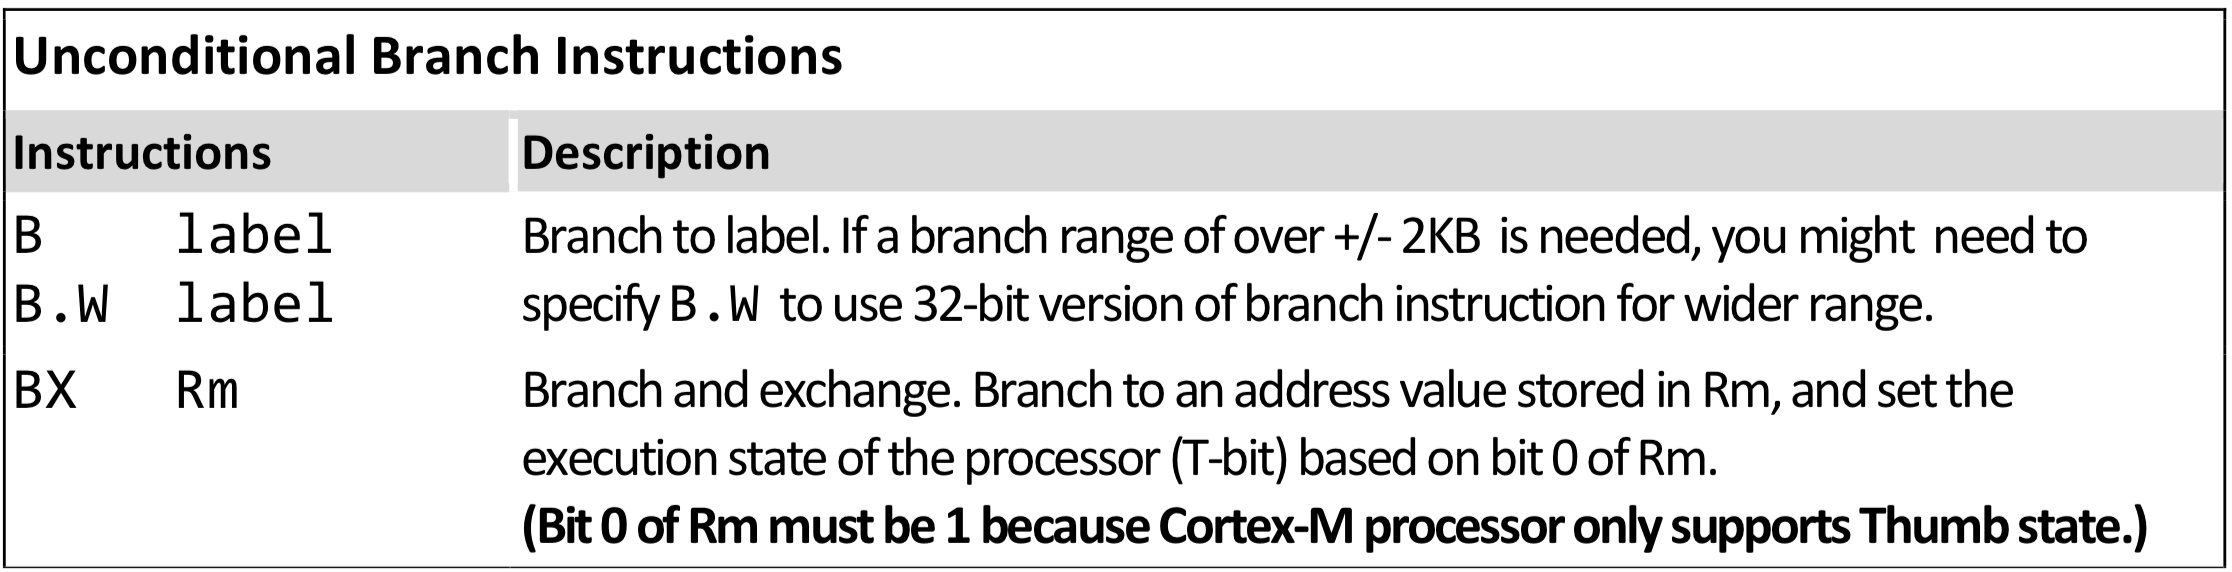 Unconditional Branch Instructions
Instructions Description
B label Branch to label. If a branch range of over +/- 2KB is needed, you might need to
B.W label specify B.W to use 32-bit version of branch instruction for wider range.
BX Rm Branch and exchange. Branch to an address value stored in Rm, and set the
execution state of the processor (T-bit) based on bit 0 of Rm.
(Bit 0 of Rm must be 1 because Cortex-M processor only supports Thumb state.)